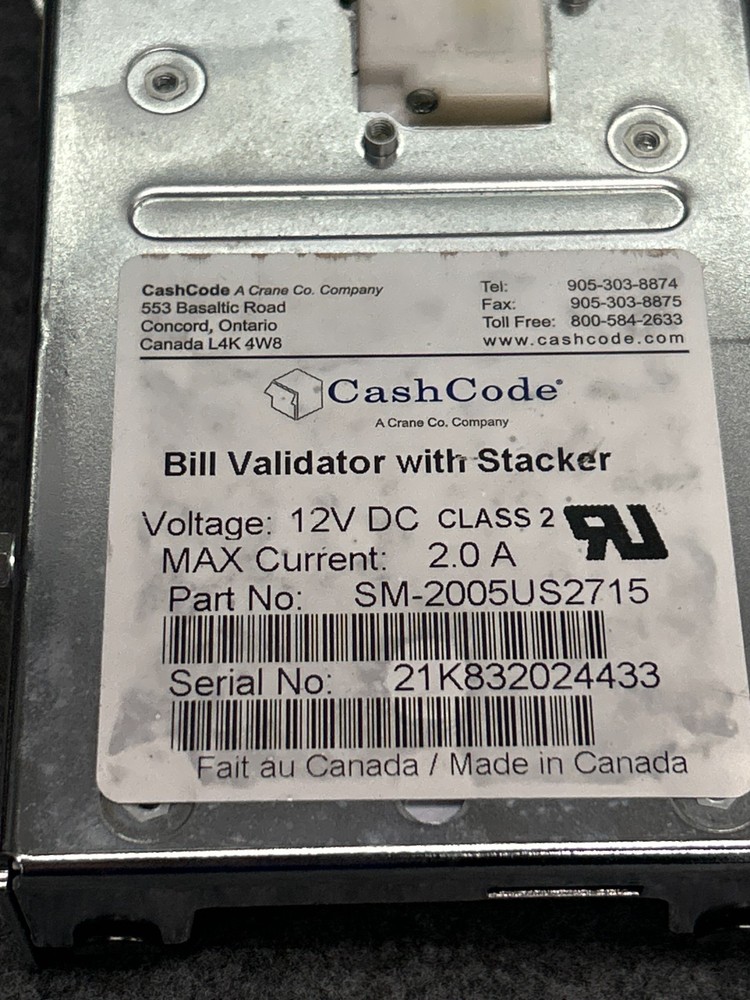 CashCode A Crane Co. Company
553 Basaltic Road
Concord, Ontario
Canada L4K 4W8
Tel: 905-303-8874
Fax: 905-303-8875
Toll Free: 800-584-2633
www.cashcode.com
CashCode
A Crane Co. Company
Bill Validator with Stacker
Voltage: 12V DC CLASS 2
MAX Current: 2.0 A
Part No: SM-2005US2715
Serial No: 21K832024433
Fait au Canada / Made in Canada